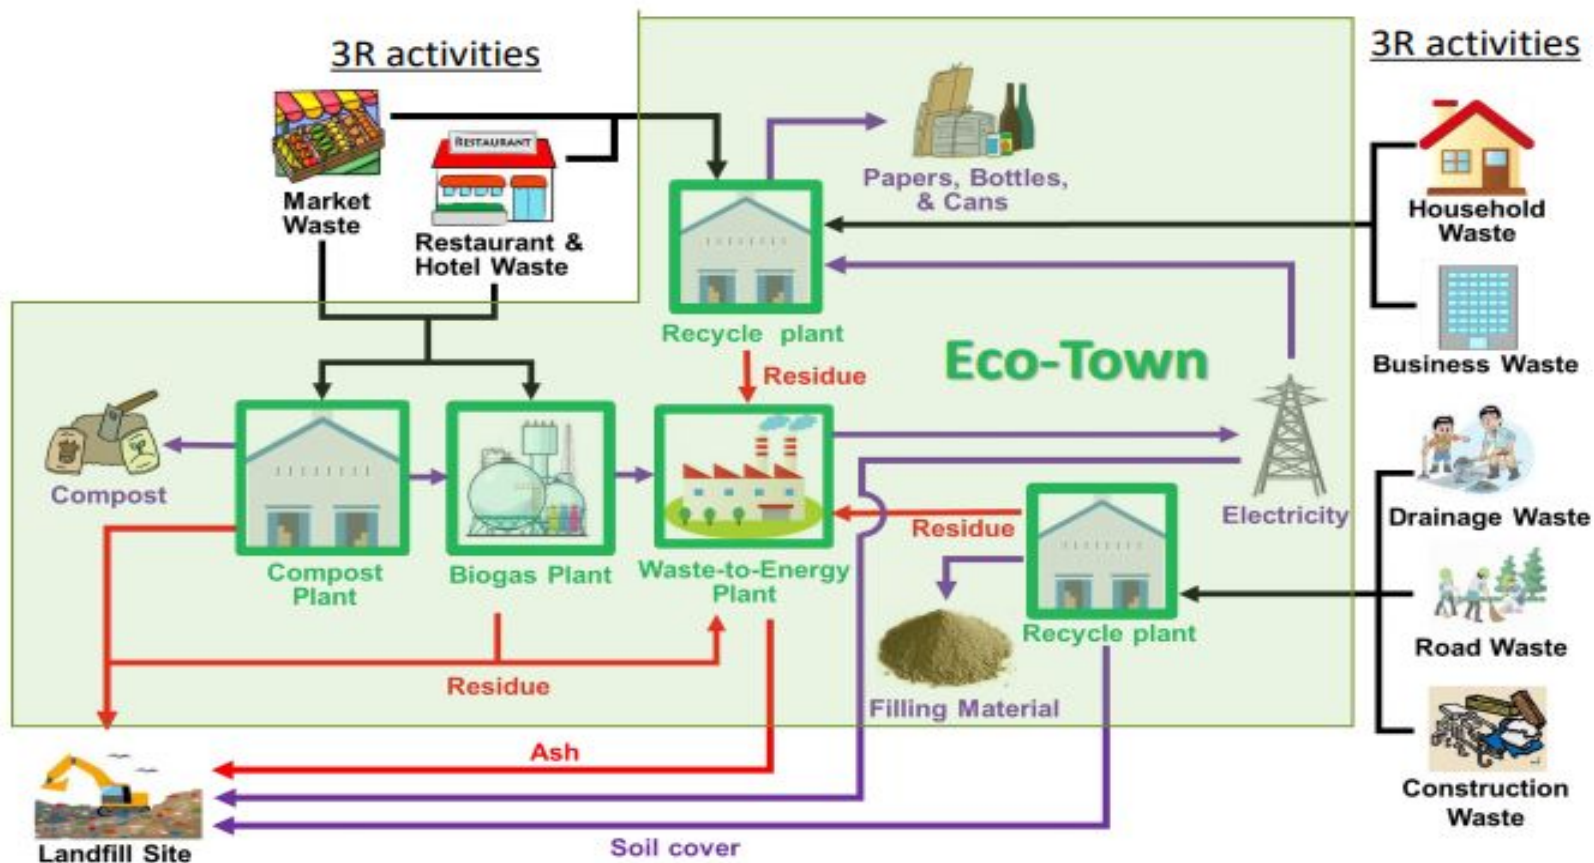 3R activities
3R activities
RESTAURANT
Market
Waste
Restaurant &
Hotel Waste
Papers, Bottles,
& Cans
Household
Waste
Recycle plant
Business Waste
Eco-Town
Residue
Compost
Electricity
Drainage Waste
Residue
Compost
Plant
Biogas Plant
Waste-to-Energy
Plant
Recycle plant
Road Waste
Residue
Filling Material
Ash
Construction
Waste
Soil cover
Landfill Site